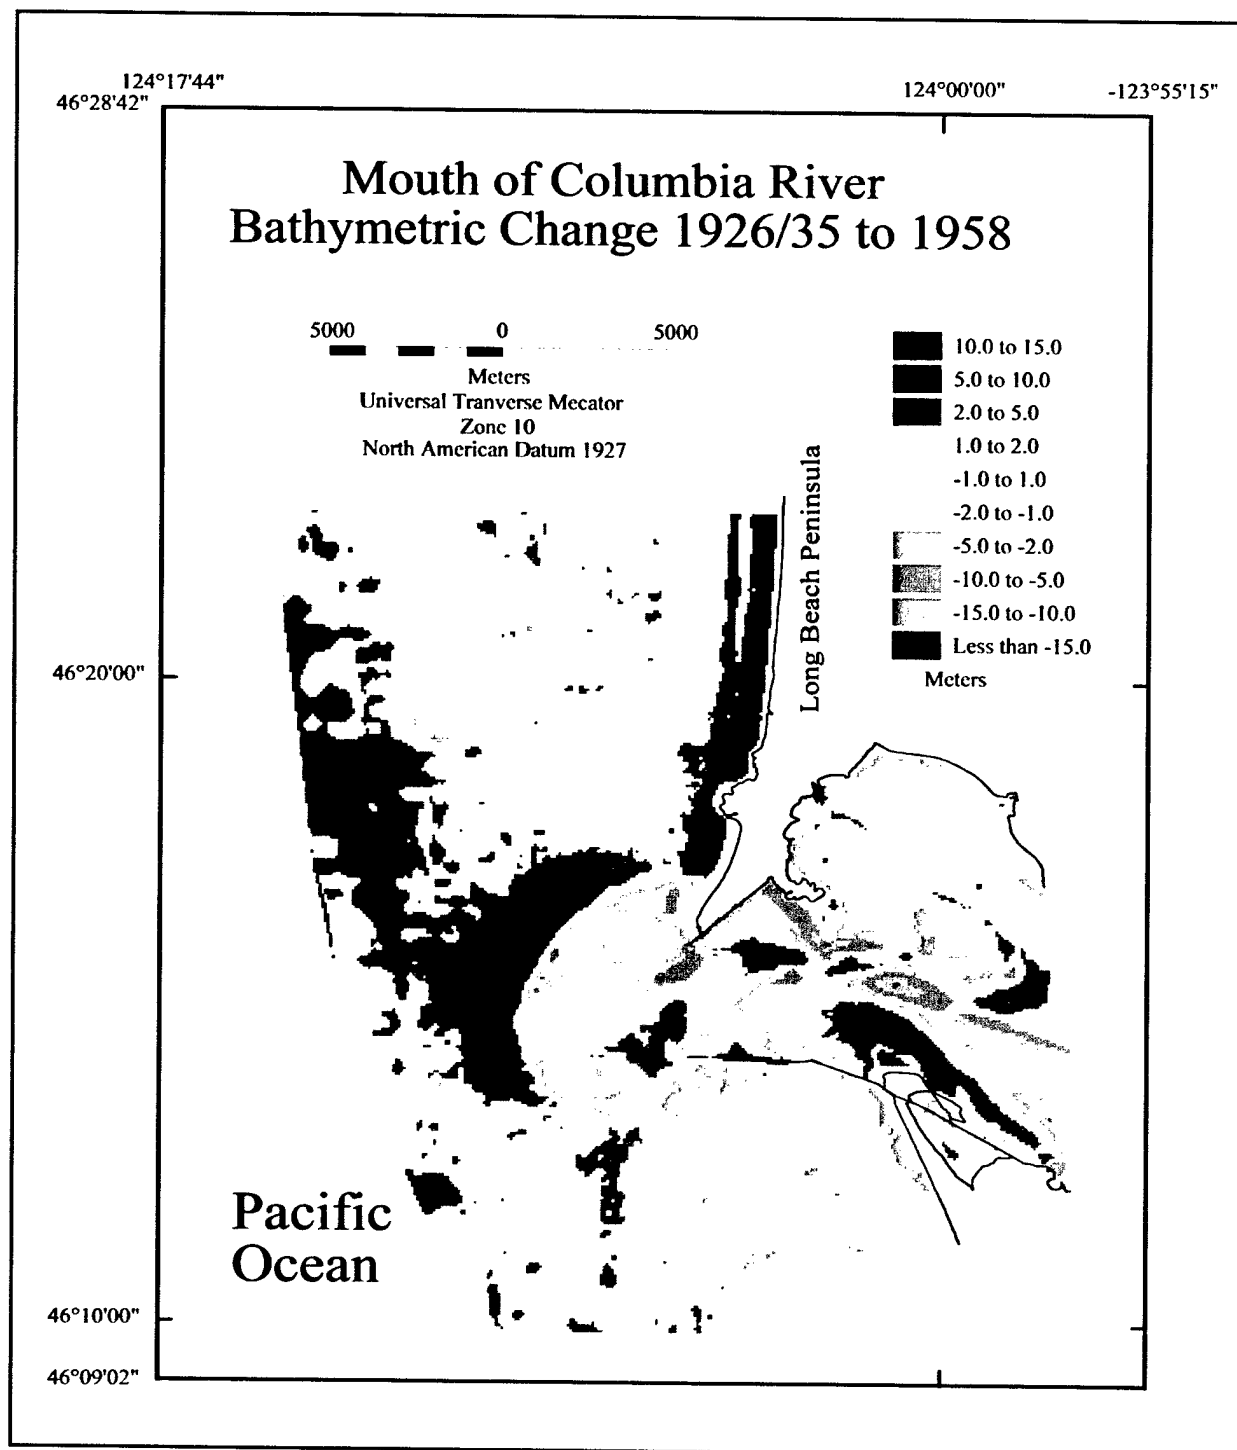 124°17'44"
124°00'00"
-123°55'15"
46°28'42"
Mouth of Columbia River
Bathymetric Change 1926/35 to 1958
5000 0 5000
Meters
Universal Tranverse Mecator
Zone 10
North American Datum 1927
10.0 to 15.0
5.0 to 10.0
2.0 to 5.0
1.0 to 2.0
-1.0 to 1.0
-2.0 to -1.0
-5.0 to -2.0
-10.0 to -5.0
-15.0 to -10.0
Less than -15.0
Meters
Long Beach Peninsula
46°20'00"
Pacific
Ocean
46°10'00"
46°09'02"